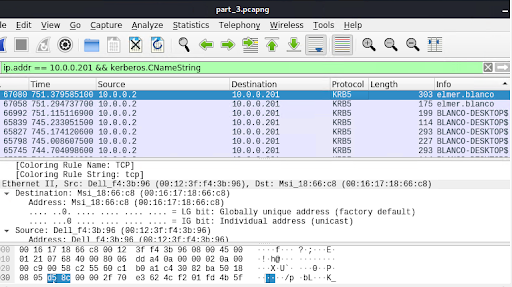 part_3.pcapng
it View Go Capture Analyze Statistics Telephony Wireless Tools Help
ip.addr == 10.0.0.201 && kerberos.CNameString
Time Source Destination Protocol Length Info
67080 751.379585100 10.0.0.2 10.0.0.201 KRB5 303 elmer.blanco
67058 751.294737700 10.0.0.2 10.0.0.201 KRB5 175 elmer.blanco
66992 751.115116900 10.0.0.2 10.0.0.201 KRB5 199 BLANCO-DESKTOP$
65839 745.233051500 10.0.0.2 10.0.0.201 KRB5 114 BLANCO-DESKTOP$
65827 745.174120600 10.0.0.2 10.0.0.201 KRB5 293 BLANCO-DESKTOP$
65798 745.008607500 10.0.0.2 10.0.0.201 KRB5 227 BLANCO-DESKTOP$
65745 744.704098900 10.0.0.2 10.0.0.201 KRB5 293 BLANCO-DESKTOP$
[Coloring Rule Name: TCP]
[Coloring Rule String: tcp]
Ethernet II, Src: Dell_f4:3b:96 (00:12:3f:f4:3b:96), Dst: Msi_18:66:c8 (00:16:17:18:66:c8)
Destination: Msi_18:66:c8 (00:16:17:18:66:c8)
Address: Msi_18:66:c8 (00:16:17:18:66:c8)
.... ..0. .... .... .... .... = LG bit: Globally unique address (factory default)
.... ...0 .... .... .... .... = IG bit: Individual address (unicast)
Source: Dell_f4:3b:96 (00:12:3f:f4:3b:96)
Address: Dell_f4:3b:96 (00:12:3f:f4:3b:96)
00 00 16 17 18 66 c8 00 12 3f f4 3b 96 08 00 45 00 ·····f·· ?·;···E·
10 01 21 07 68 40 00 80 06 dd a4 0a 00 00 02 0a 00 ·!·h@··· ········
20 00 c9 00 58 c2 55 60 c1 b0 a1 c4 30 82 ba 50 18 ···X·U`· ···0··P·
30 08 05 d5 8c 00 00 2f 70 e3 62 4c f2 01 fd 4b 5f ······/p ·bL···K_